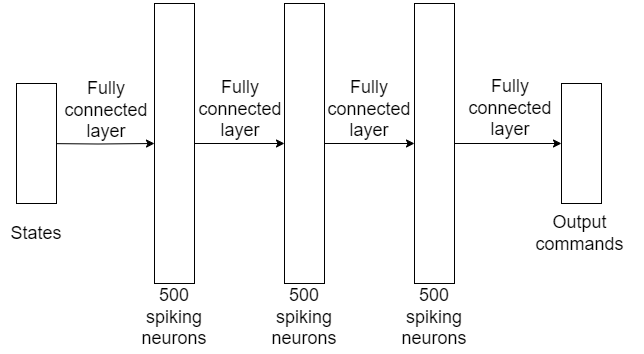 Fully
connected
layer
Fully
connected
layer
Fully
connected
layer
Fully
connected
layer
States
Output
commands
500
spiking
neurons
500
spiking
neurons
500
spiking
neurons